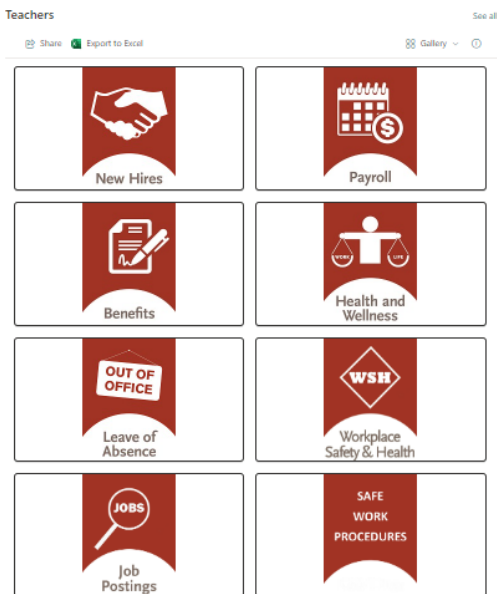 Teachers
See all
Share Export to Excel
Gallery
New Hires
Payroll
Benefits
WORK LIFE
Health and
Wellness
OUT OF
OFFICE
Leave of
Absence
WSH
Workplace
Safety & Health
JOBS
Job
Postings
SAFE
WORK
PROCEDURES